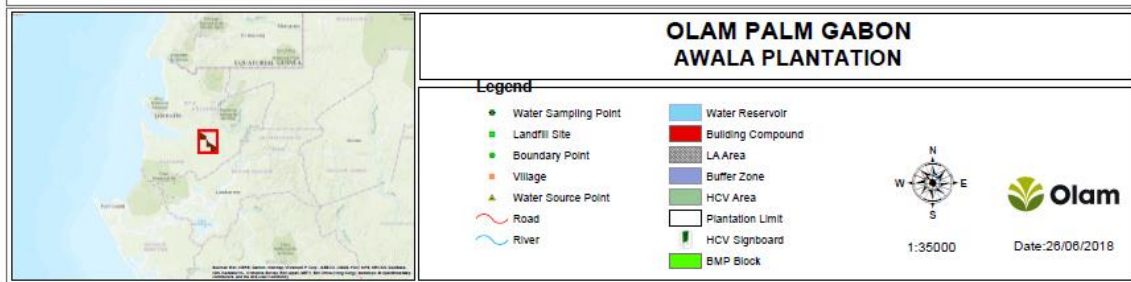 OLAM PALM GABON
AWALA PLANTATION
Legend
Water Sampling Point
Landfill Site
Boundary Point
Village
Water Source Point
Road
River
Water Reservoir
Building Compound
LA Area
Buffer Zone
HCV Area
Plantation Limit
HCV Signboard
BMP Block
N
W
E
S
1:35000
Olam
Date:26/06/2018
EQUATORIAL GUINEA
Libreville